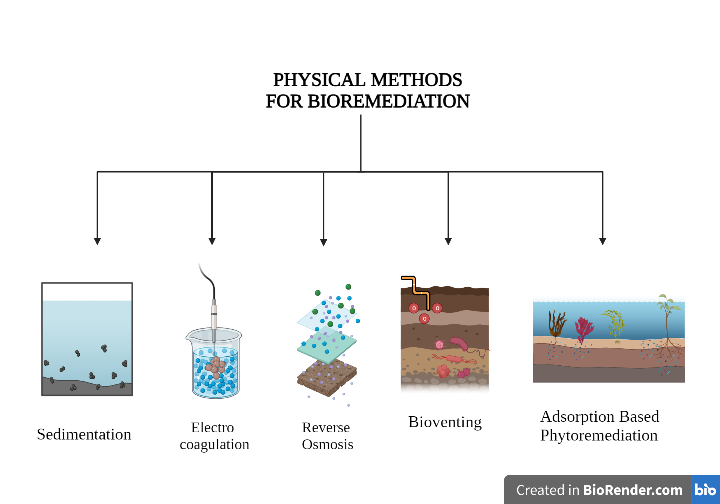 PHYSICAL METHODS
FOR BIOREMEDIATION
Sedimentation
Electro
coagulation
Reverse
Osmosis
Bioventing
Adsorption Based
Phytoremediation
Created in BioRender.com bio